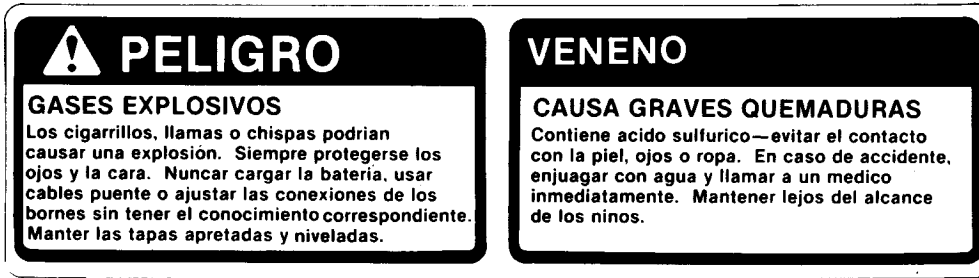 PELIGRO
GASES EXPLOSIVOS
Los cigarrillos, llamas o chispas podrian
causar una explosión. Siempre protegerse los
ojos y la cara. Nuncar cargar la batería, usar
cables puente o ajustar las conexiones de los
bornes sin tener el conocimiento correspondiente.
Manter las tapas apretadas y niveladas.
VENENO
CAUSA GRAVES QUEMADURAS
Contiene acido sulfurico—evitar el contacto
con la piel, ojos o ropa. En caso de accidente,
enjuagar con agua y llamar a un medico
inmediatamente. Mantener lejos del alcance
de los ninos.